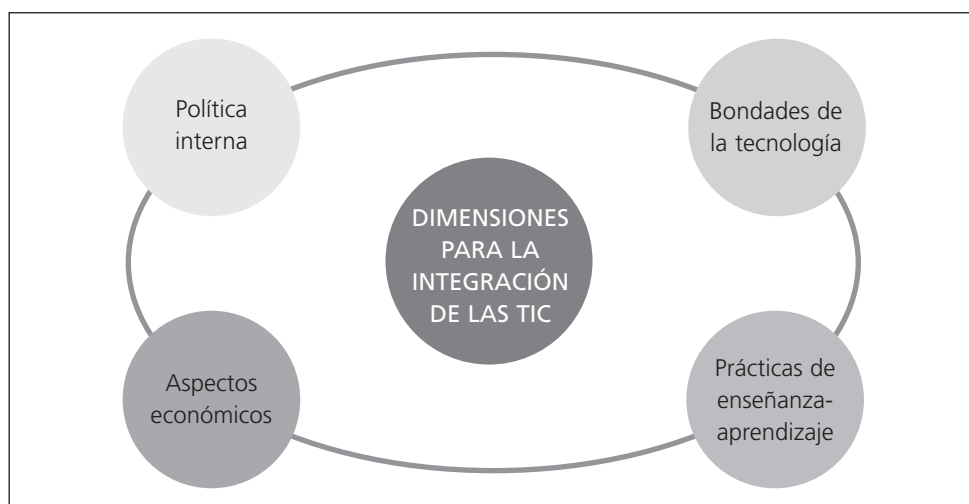 Política
interna
Bondades de
la tecnología
DIMENSIONES
PARA LA
INTEGRACIÓN
DE LAS TIC
Aspectos
económicos
Prácticas de
enseñanza-
aprendizaje